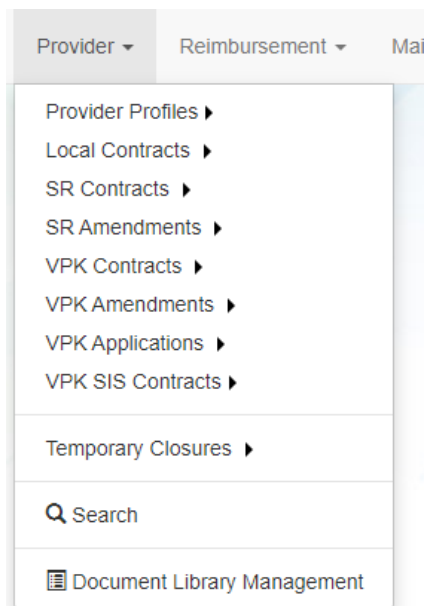 Provider Reimbursement Mai
Provider Profiles
Local Contracts
SR Contracts
SR Amendments
VPK Contracts
VPK Amendments
VPK Applications
VPK SIS Contracts
Temporary Closures
Search
Document Library Management